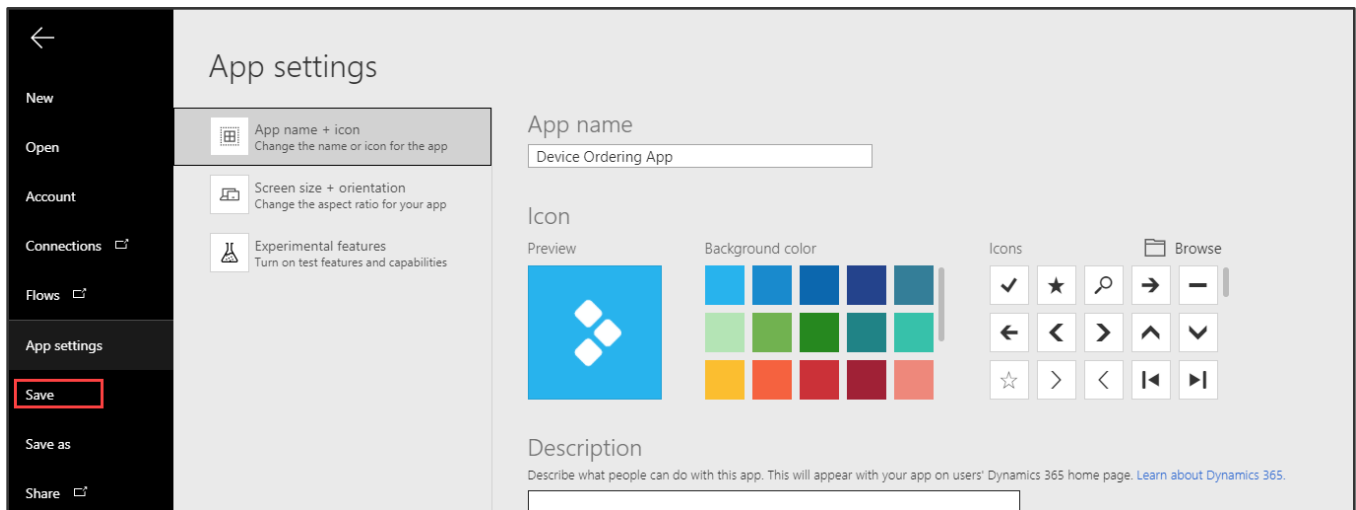 New
Open
Account
Connections
Flows
App settings
Save
Save as
Share
App settings
App name + icon
Change the name or icon for the app
Screen size + orientation
Change the aspect ratio for your app
Experimental features
Turn on test features and capabilities
App name
Device Ordering App
Icon
Preview
Background color
Icons
Browse
Description
Describe what people can do with this app. This will appear with your app on users' Dynamics 365 home page. Learn about Dynamics 365.